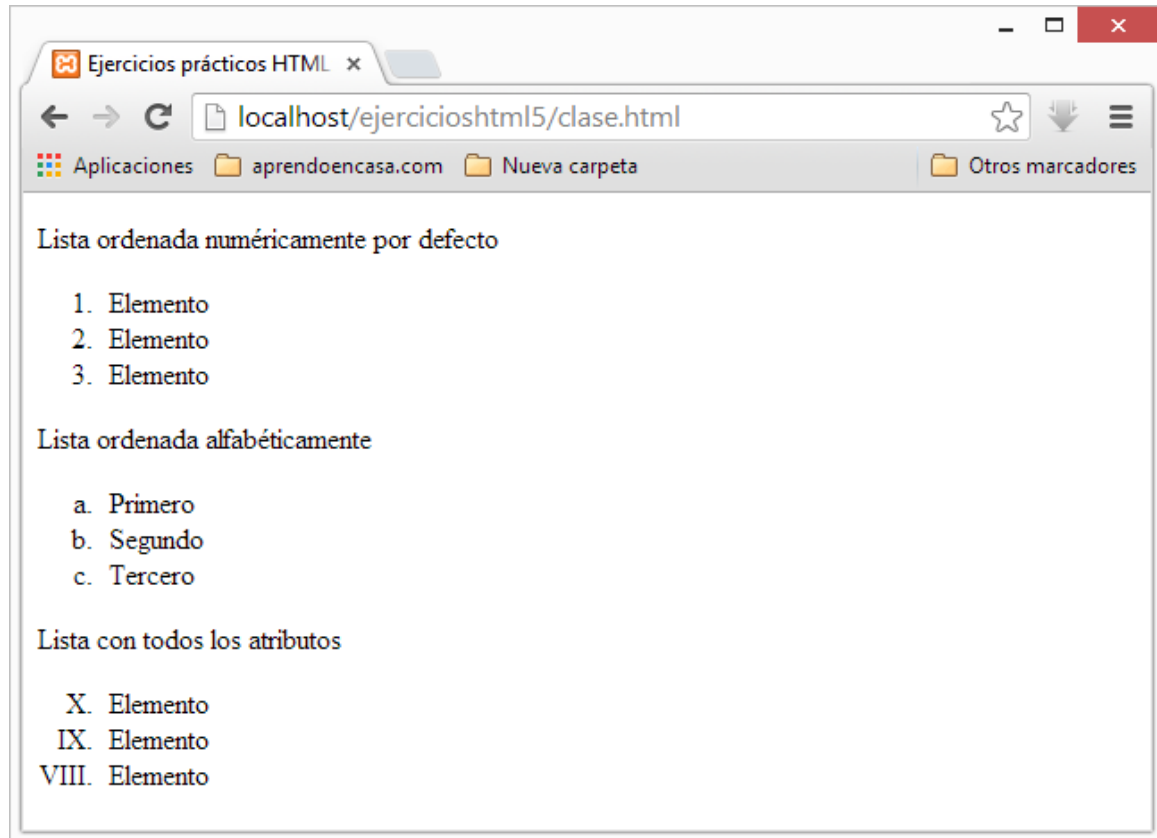 Ejercicios prácticos HTML
localhost/ejercicioshtml5/clase.html
Aplicaciones aprendoencasa.com Nueva carpeta Otros marcadores
Lista ordenada numéricamente por defecto
1. Elemento
2. Elemento
3. Elemento
Lista ordenada alfabéticamente
a. Primero
b. Segundo
c. Tercero
Lista con todos los atributos
X. Elemento
IX. Elemento
VIII. Elemento